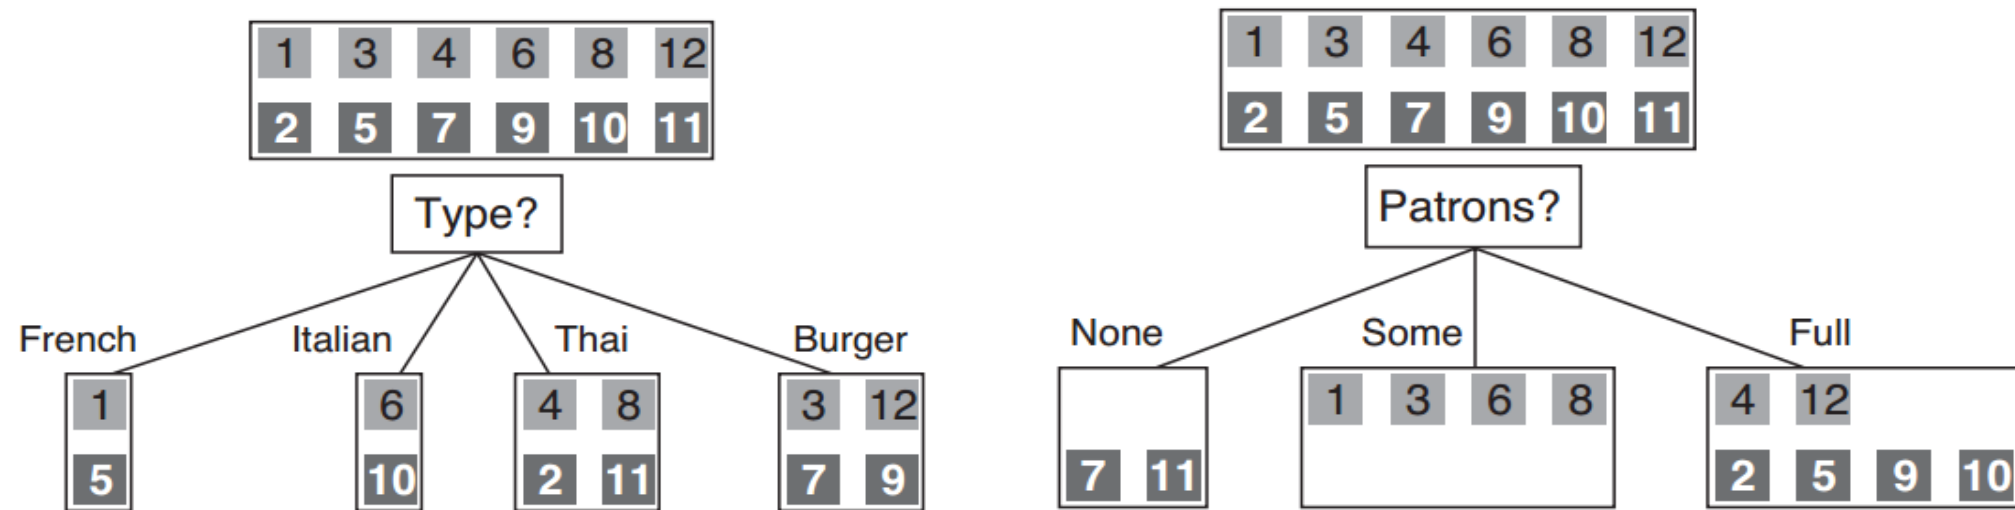 1 3 4 6 8 12
2 5 7 9 10 11
Type?
French Italian Thai Burger
1 6 4 8 3 12
5 10 2 11 7 9
1 3 4 6 8 12
2 5 7 9 10 11
Patrons?
None Some Full
1 3 6 8 4 12
7 11 2 5 9 10